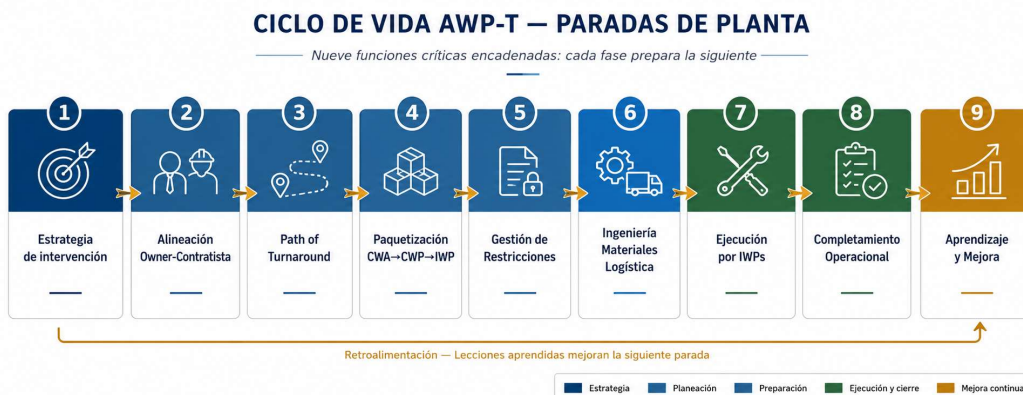 CICLO DE VIDA AWP-T — PARADAS DE PLANTA
Nueve funciones críticas encadenadas: cada fase prepara la siguiente
1
Estrategia
de intervención
2
Alineación
Owner-Contratista
3
Path of
Turnaround
4
Paquetización
CWA→CWP→IWP
5
Gestión de
Restricciones
6
Ingeniería
Materiales
Logística
7
Ejecución
por IWPs
8
Completamiento
Operacional
9
Aprendizaje
y Mejora
Retroalimentación — Lecciones aprendidas mejoran la siguiente parada
Estrategia
Planeación
Preparación
Ejecución y cierre
Mejora continua